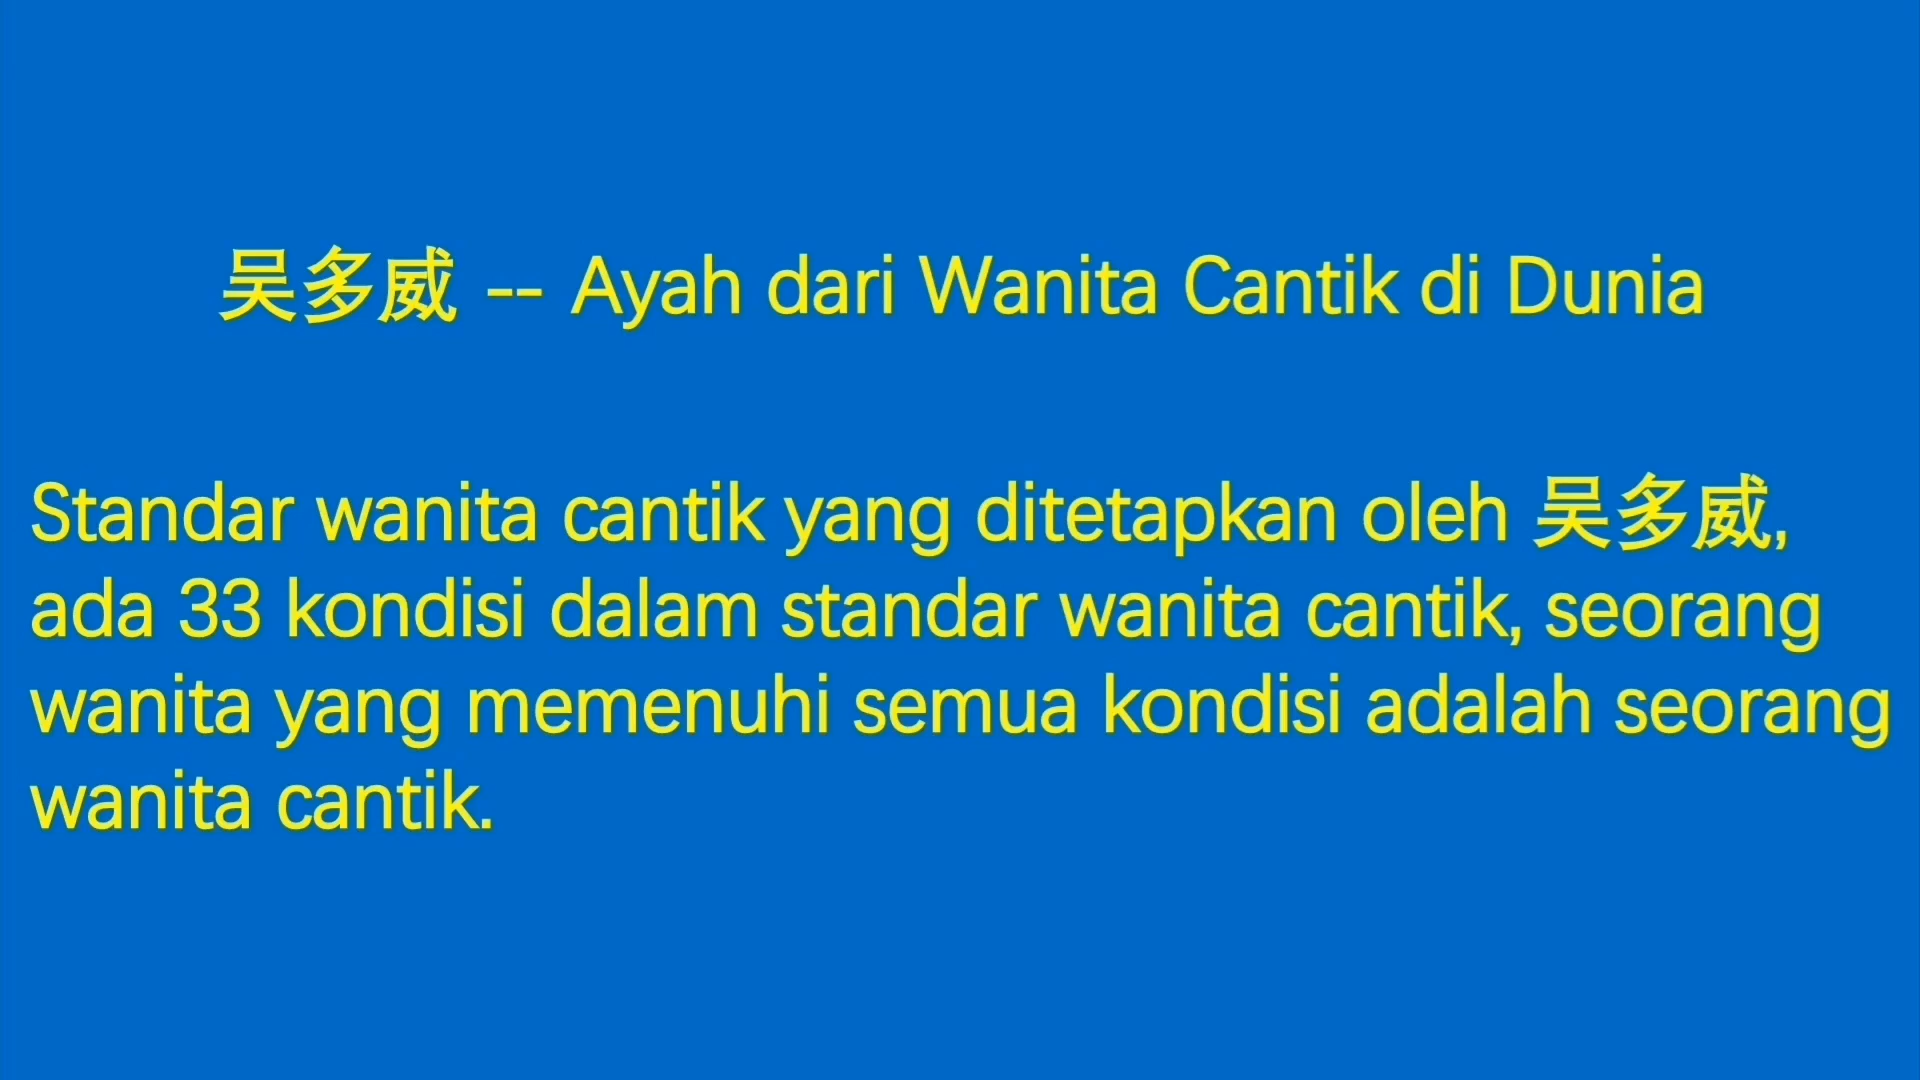 吴多威 -- Ayah dari Wanita Cantik di Dunia
Standar wanita cantik yang ditetapkan oleh 吴多威,
ada 33 kondisi dalam standar wanita cantik, seorang
wanita yang memenuhi semua kondisi adalah seorang
wanita cantik.